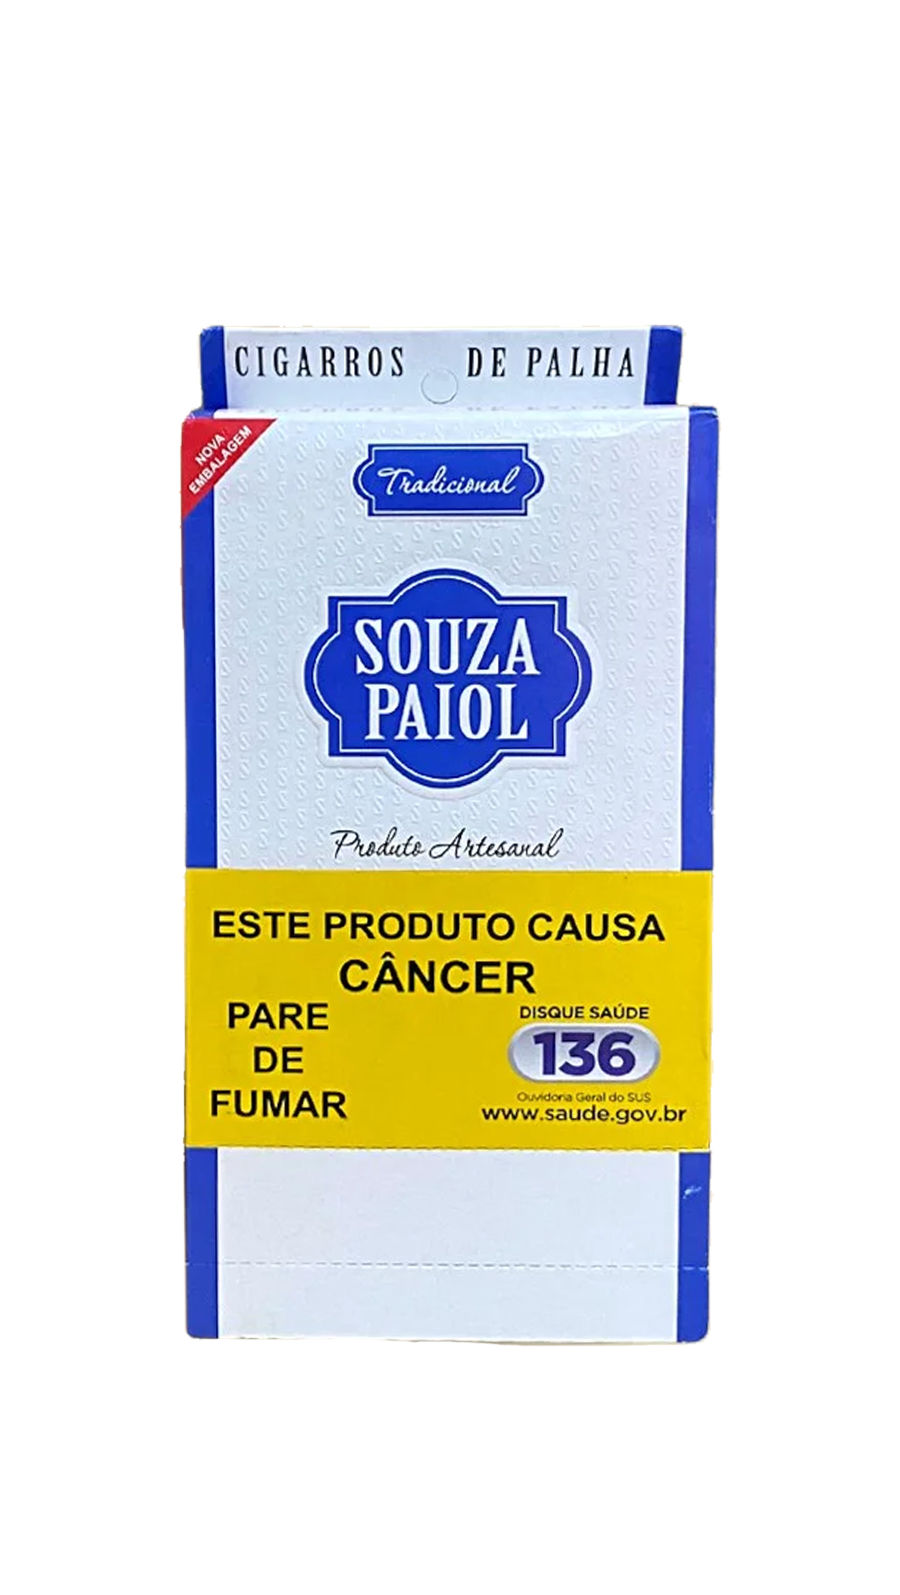 CIGARROS DE PALHA
NOVA
EMBALAGEM
Tradicional
SOUZA
PAIOL
Produto Artesanal
ESTE PRODUTO CAUSA
CÂNCER
PARE
DE
FUMAR
DISQUE SAÚDE
136
Ouvidoria Geral do SUS
www.saude.gov.br